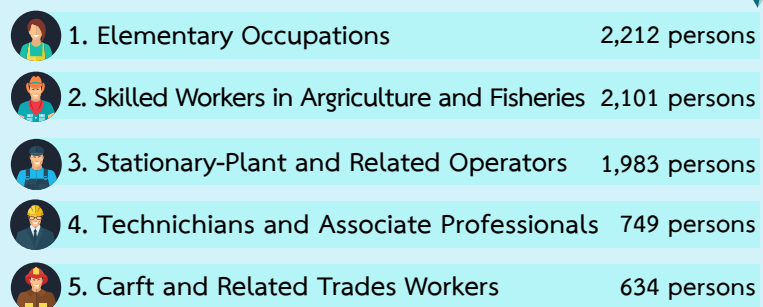 1. Elementary Occupations 2,212 persons
2. Skilled Workers in Argriculture and Fisheries 2,101 persons
3. Stationary-Plant and Related Operators 1,983 persons
4. Technichians and Associate Professionals 749 persons
5. Carft and Related Trades Workers 634 persons